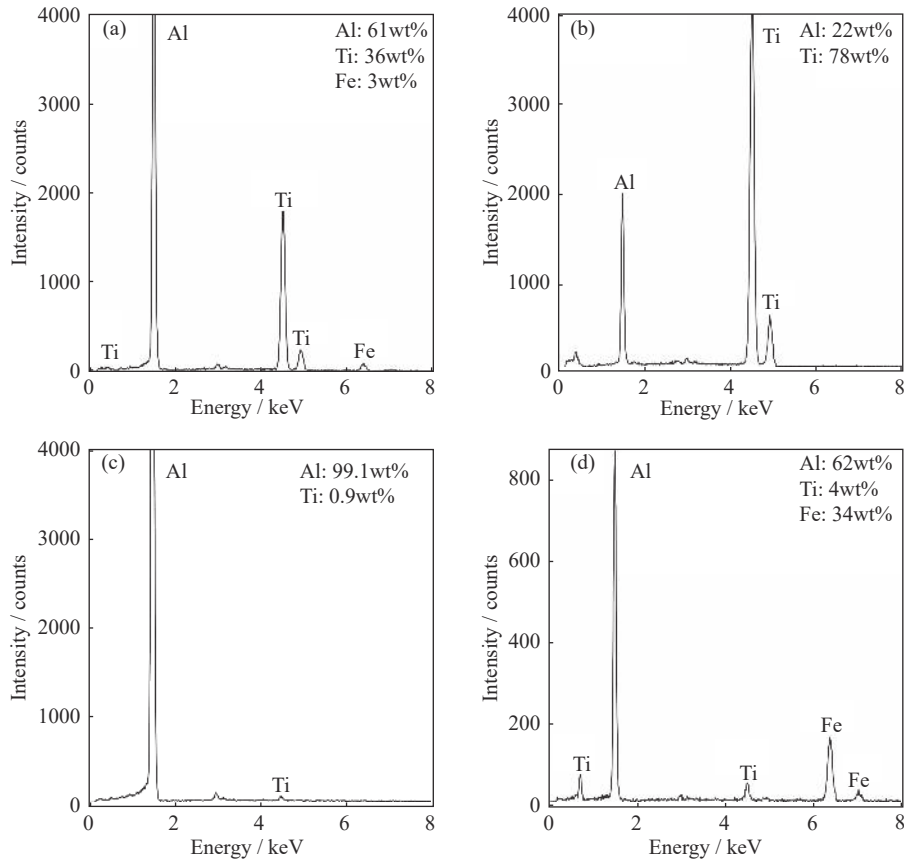 (a)
Al
Al: 61wt%
Ti: 36wt%
Fe: 3wt%
4000
3000
2000
1000
0
Ti
Ti
Ti
Fe
0 2 4 6 8
Intensity / counts
Energy / keV
(b)
Ti
Al: 22wt%
Ti: 78wt%
4000
3000
2000
1000
0
Al
Ti
0 2 4 6 8
Intensity / counts
Energy / keV
(c)
Al
Al: 99.1wt%
Ti: 0.9wt%
4000
3000
2000
1000
0
Ti
0 2 4 6 8
Intensity / counts
Energy / keV
(d)
Al
Al: 62wt%
Ti: 4wt%
Fe: 34wt%
800
600
400
200
0
Ti
Ti
Fe
Fe
0 2 4 6 8
Intensity / counts
Energy / keV